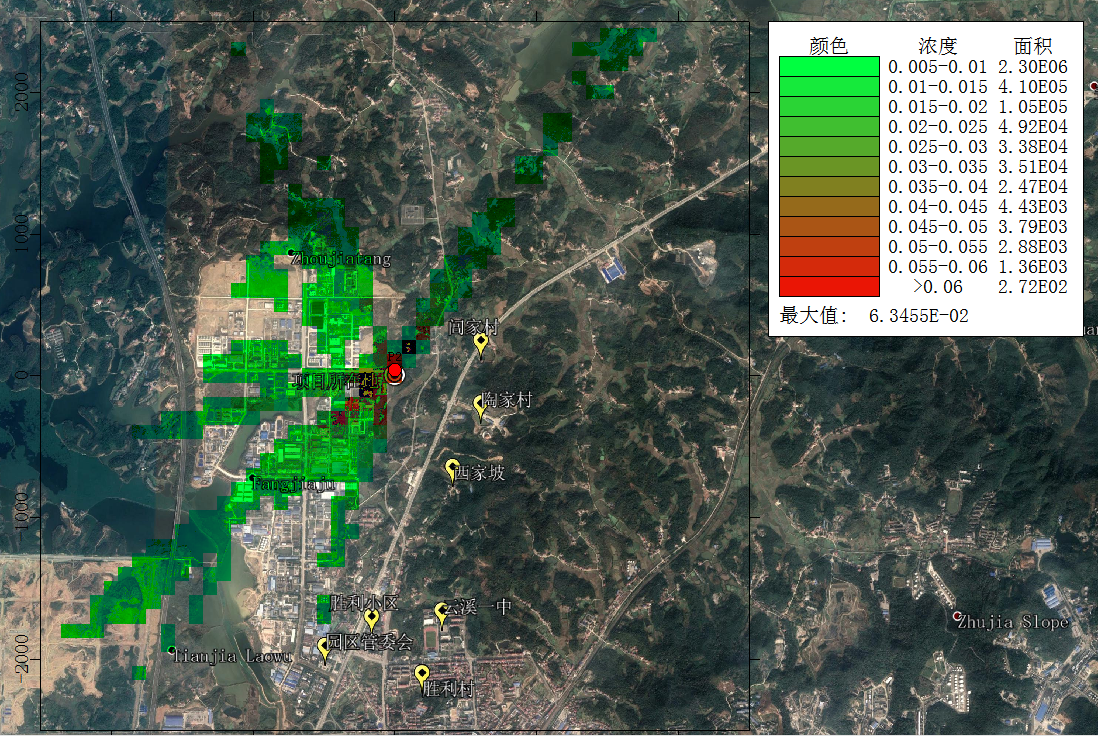 颜色 浓度 面积
0.005-0.01 2.30E06
0.01-0.015 4.10E05
0.015-0.02 1.05E05
0.02-0.025 4.92E04
0.025-0.03 3.38E04
0.03-0.035 3.51E04
0.035-0.04 2.47E04
0.04-0.045 4.43E03
0.045-0.05 3.79E03
0.05-0.055 2.88E03
0.055-0.06 1.36E03
>0.06 2.72E02
最大值: 6.3455E-02
2000
1000
0
-1000
-2000
Zhoujiatang
闾家村
项目所在地
陶家村
西家坡
Fangjiaju
胜利小区
云溪一中
园区管委会
Tianjia Laowu
胜利村
Zhujia Slope